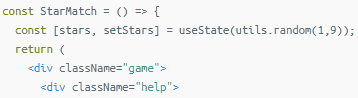 const StarMatch = () => {
  const [stars, setStars] = useState(utils.random(1,9));
  return (
    <div className="game">
      <div className="help">